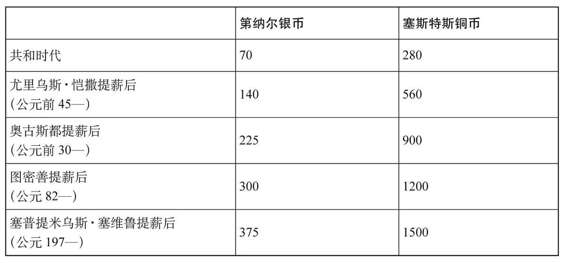 第纳尔银币 塞斯特斯铜币
共和时代 70 280
尤里乌斯·恺撒提薪后
（公元前 45—） 140 560
奥古斯都提薪后
（公元前 30—） 225 900
图密善提薪后
（公元 82—） 300 1200
塞普提米乌斯·塞维鲁提薪后
（公元 197—） 375 1500